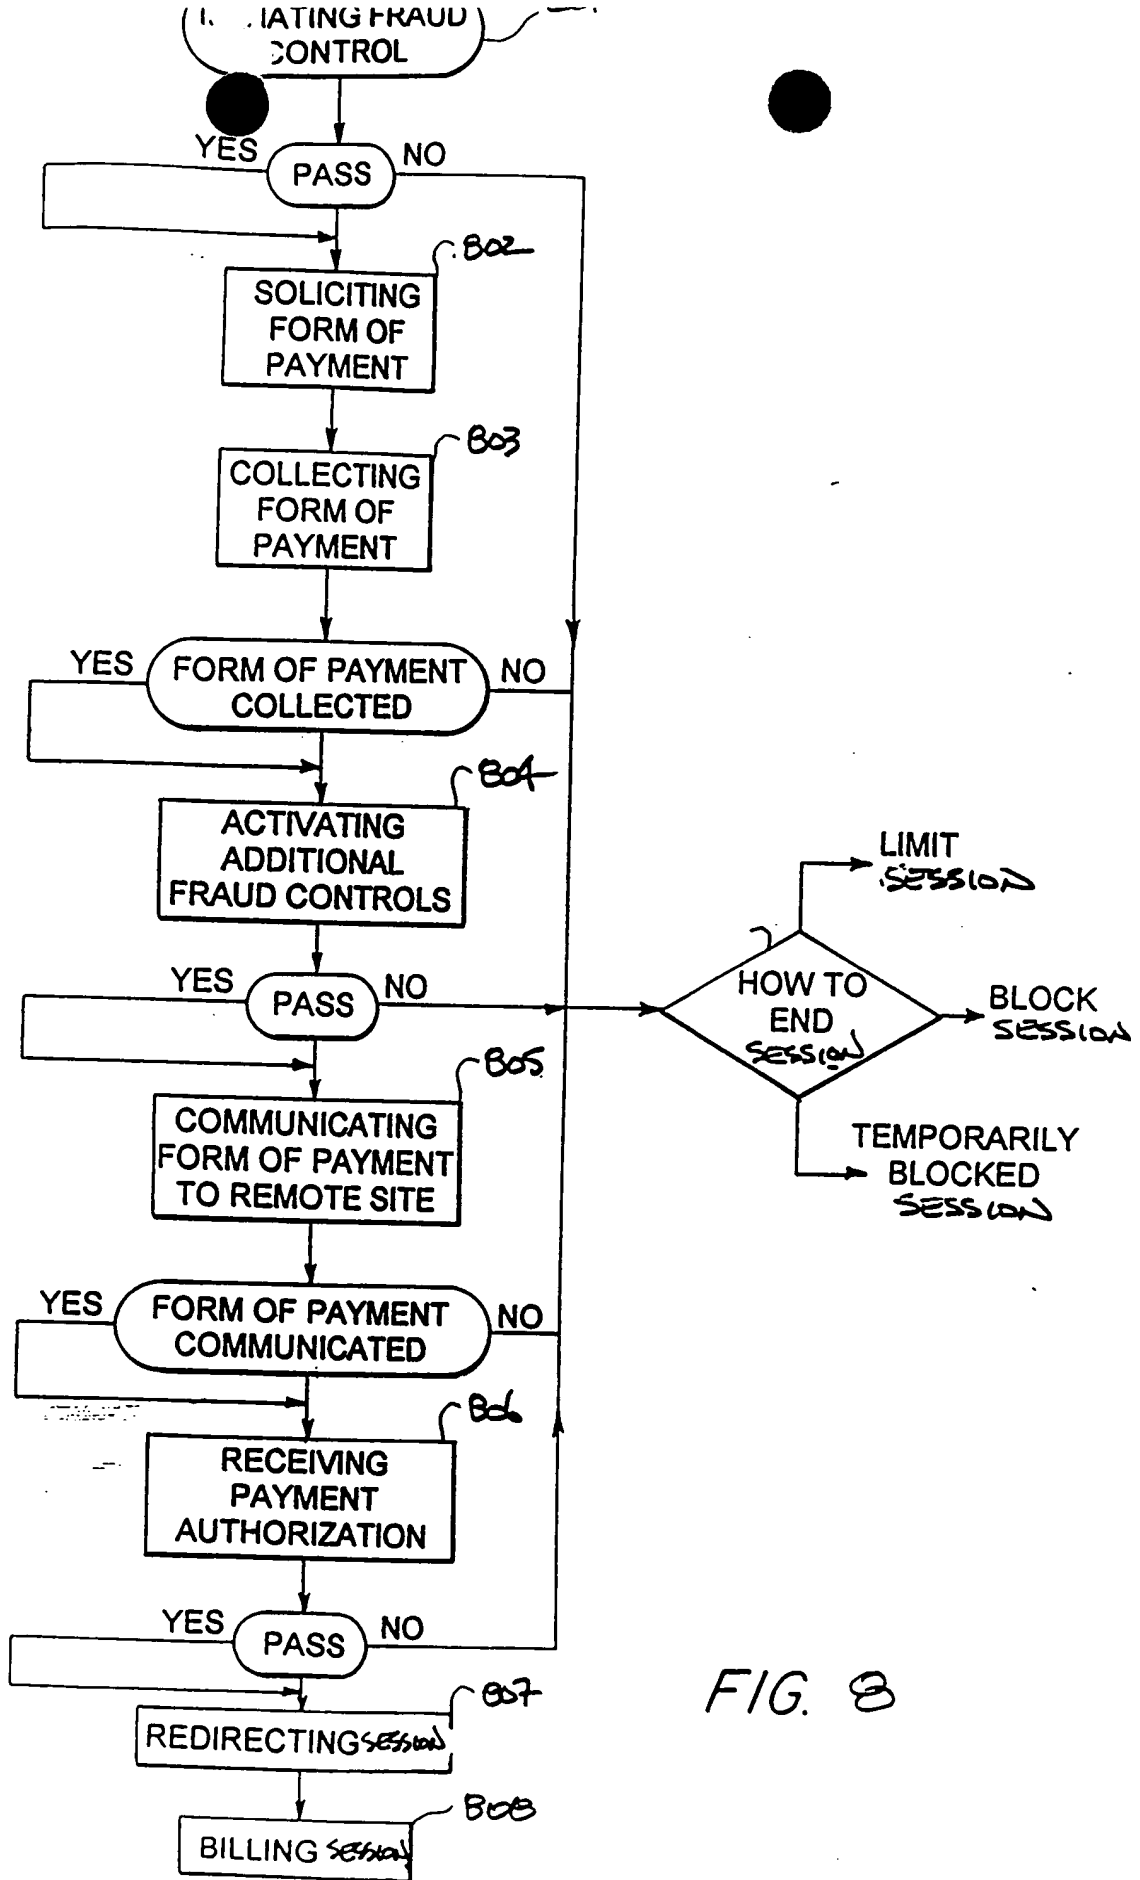 FRAUD
CONTROL
YES
PASS
NO
802
SOLICITING
FORM OF
PAYMENT
803
COLLECTING
FORM OF
PAYMENT
YES
FORM OF PAYMENT
COLLECTED
NO
804
ACTIVATING
ADDITIONAL
FRAUD CONTROLS
YES
PASS
NO
LIMIT
SESSION
HOW TO
END
SESSION
BLOCK
SESSION
TEMPORARILY
BLOCKED
SESSION
805
COMMUNICATING
FORM OF PAYMENT
TO REMOTE SITE
YES
FORM OF PAYMENT
COMMUNICATED
NO
806
RECEIVING
PAYMENT
AUTHORIZATION
YES
PASS
NO
807
REDIRECTING SESSION
808
BILLING SESSION
FIG. 8